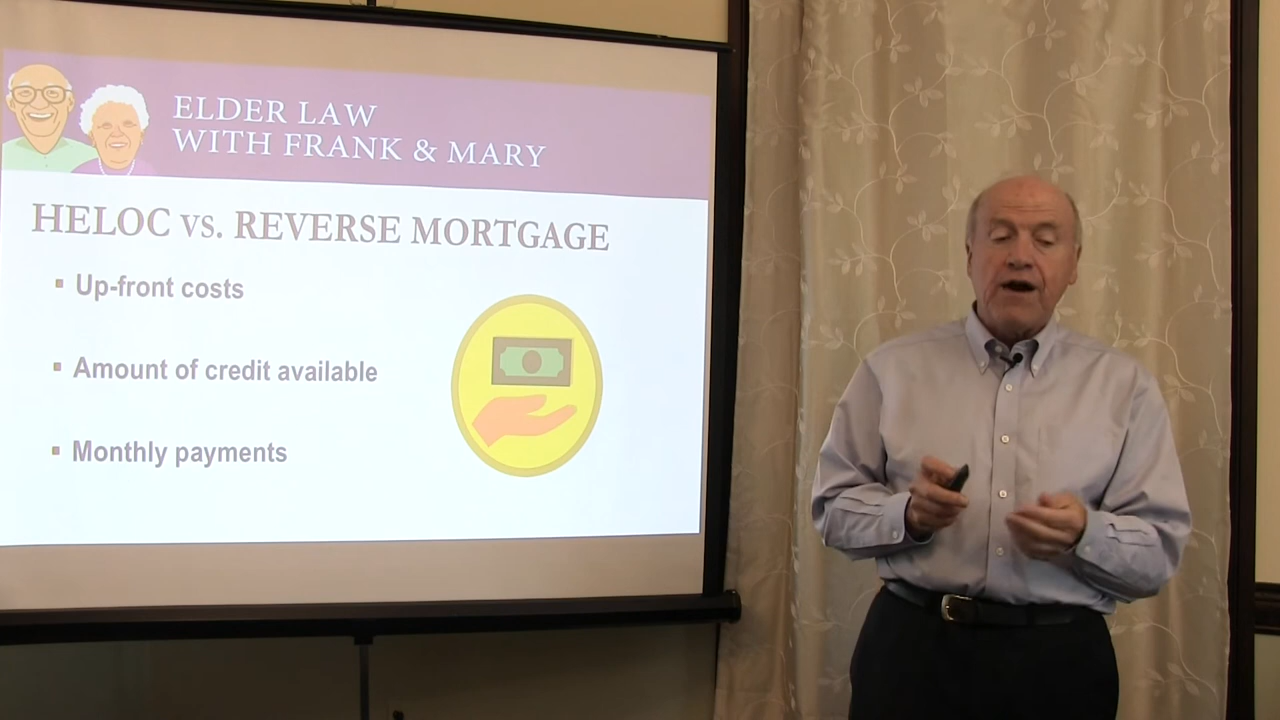 ELDER LAW
WITH FRANK & MARY
HELOC VS. REVERSE MORTGAGE
▪ Up-front costs
▪ Amount of credit available
▪ Monthly payments